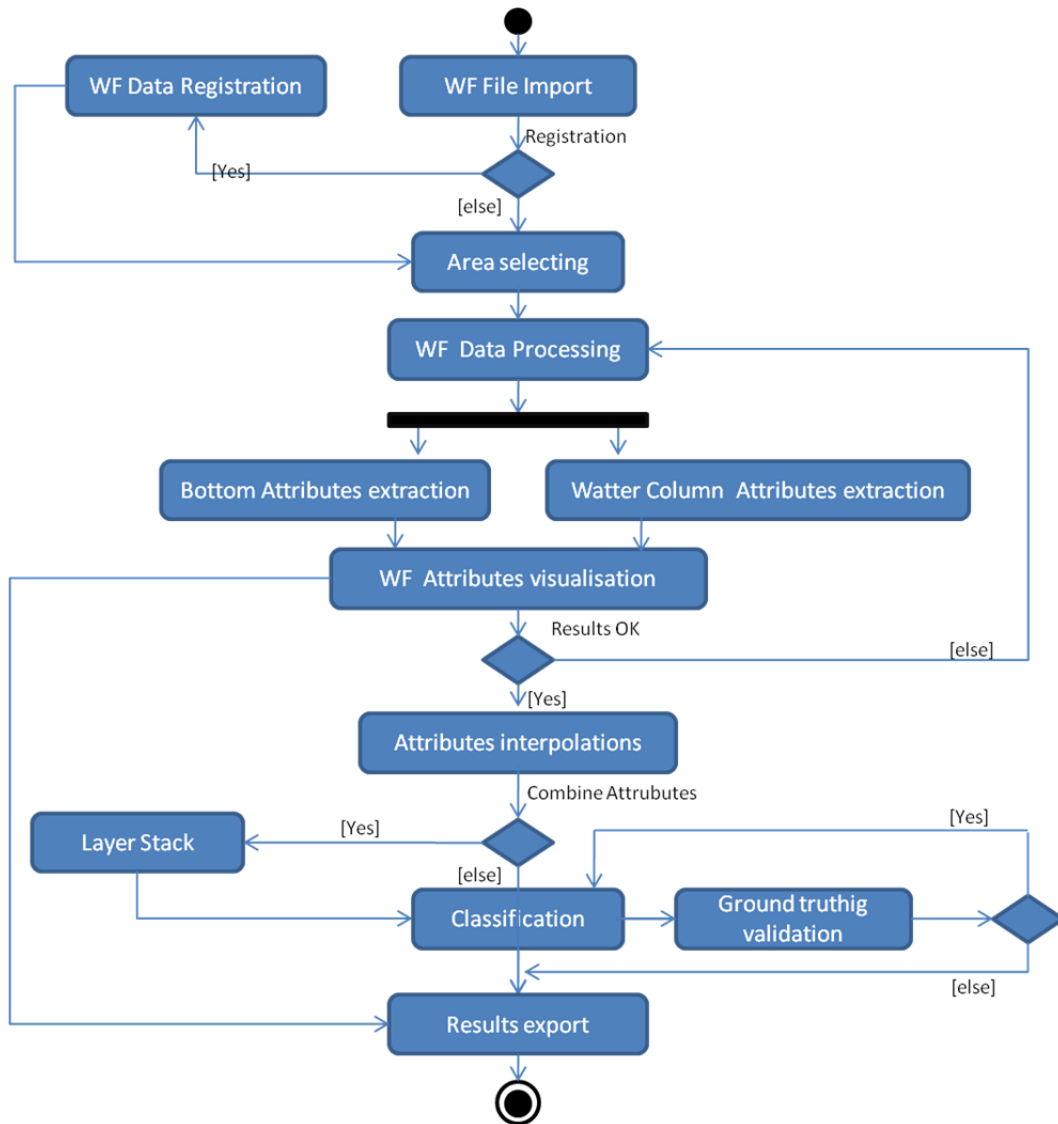 WF Data Registration
WF File Import
Registration
[Yes]
[else]
Area selecting
WF Data Processing
Bottom Attributes extraction
Watter Column Attributes extraction
WF Attributes visualisation
Results OK
[else]
[Yes]
Attributes interpolations
Combine Attrubutes
[Yes]
[Yes]
Layer Stack
[else]
Classification
Ground truthig
validation
[else]
Results export